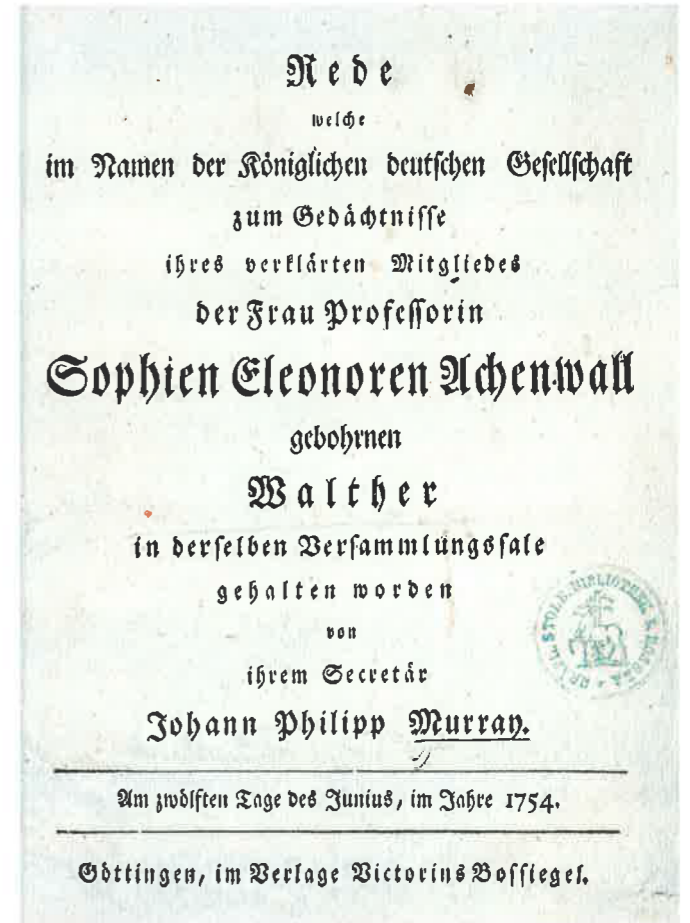 Rede
welche
im Namen der Königlichen deutschen Gesellschaft
zum Gedächtnisse
ihres verklärten Mitgliedes
der Frau Professorin
Sophien Eleonoren Achenwall
gebohrnen
Walther
in derselben Versammlungssale
gehalten worden
von
ihrem Secretär
Johann Philipp Murray.
Am zwölften Tage des Junius, im Jahre 1754.
Göttingen, im Verlage Victorins Bossiegel.
STOLB. BIBLIOTHEK